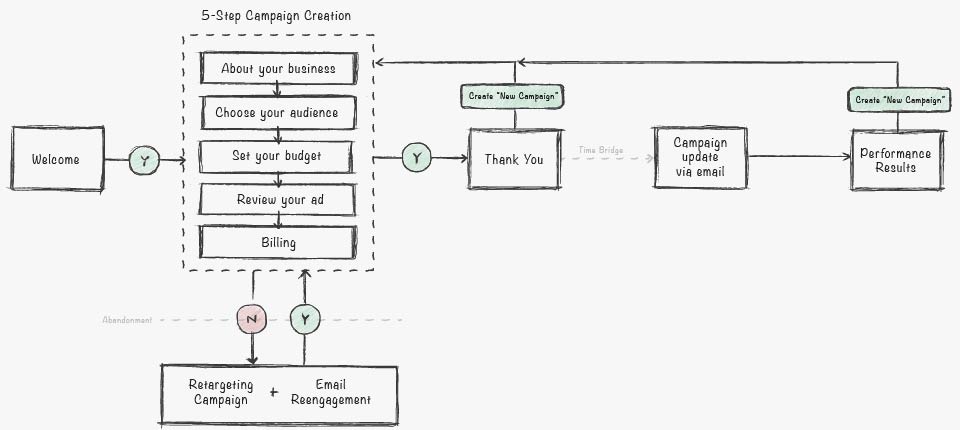 5-Step Campaign Creation
About your business
Choose your audience
Set your budget
Review your ad
Billing
Welcome
Y
Y
Create "New Campaign"
Thank You
Time Bridge
Campaign
update
via email
Create "New Campaign"
Performance
Results
Abandonment
N
Y
Retargeting
Campaign
+
Email
Reengagement